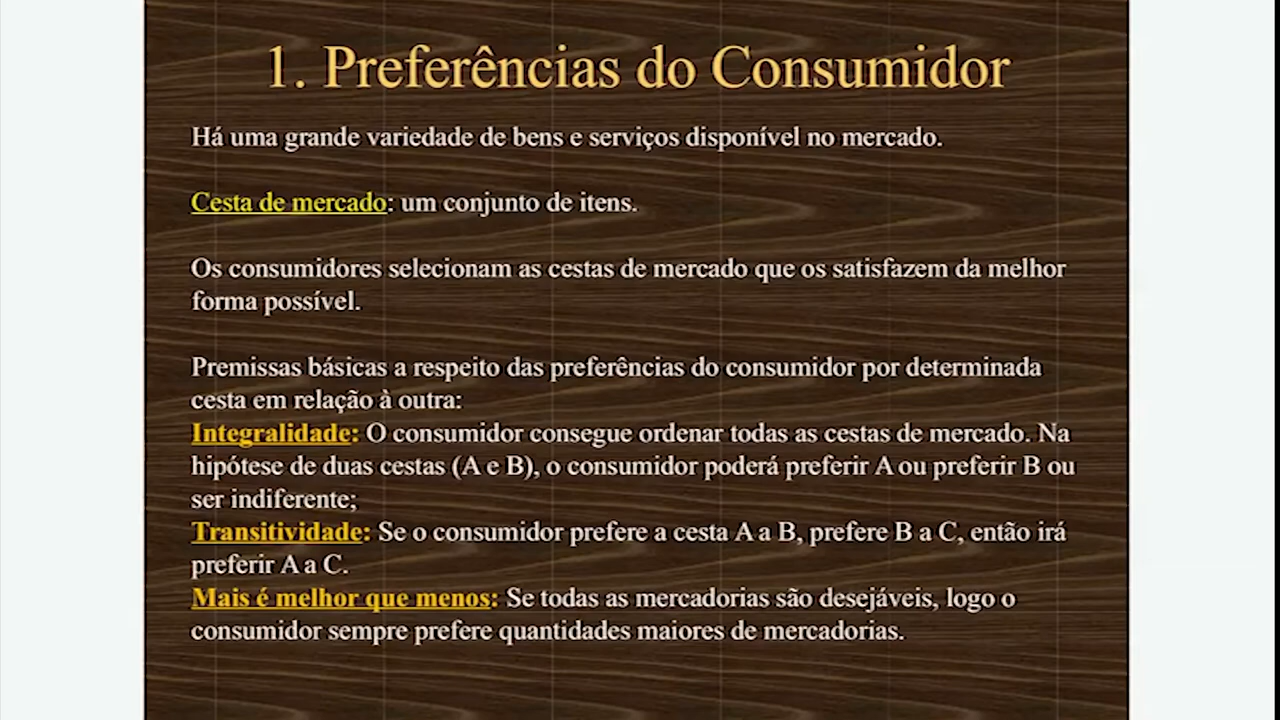 1. Preferências do Consumidor
Há uma grande variedade de bens e serviços disponível no mercado.
Cesta de mercado: um conjunto de itens.
Os consumidores selecionam as cestas de mercado que os satisfazem da melhor
forma possível.
Premissas básicas a respeito das preferências do consumidor por determinada
cesta em relação à outra:
Integralidade: O consumidor consegue ordenar todas as cestas de mercado. Na
hipótese de duas cestas (A e B), o consumidor poderá preferir A ou preferir B ou
ser indiferente;
Transitividade: Se o consumidor prefere a cesta A a B, prefere B a C, então irá
preferir A a C.
Mais é melhor que menos: Se todas as mercadorias são desejáveis, logo o
consumidor sempre prefere quantidades maiores de mercadorias.